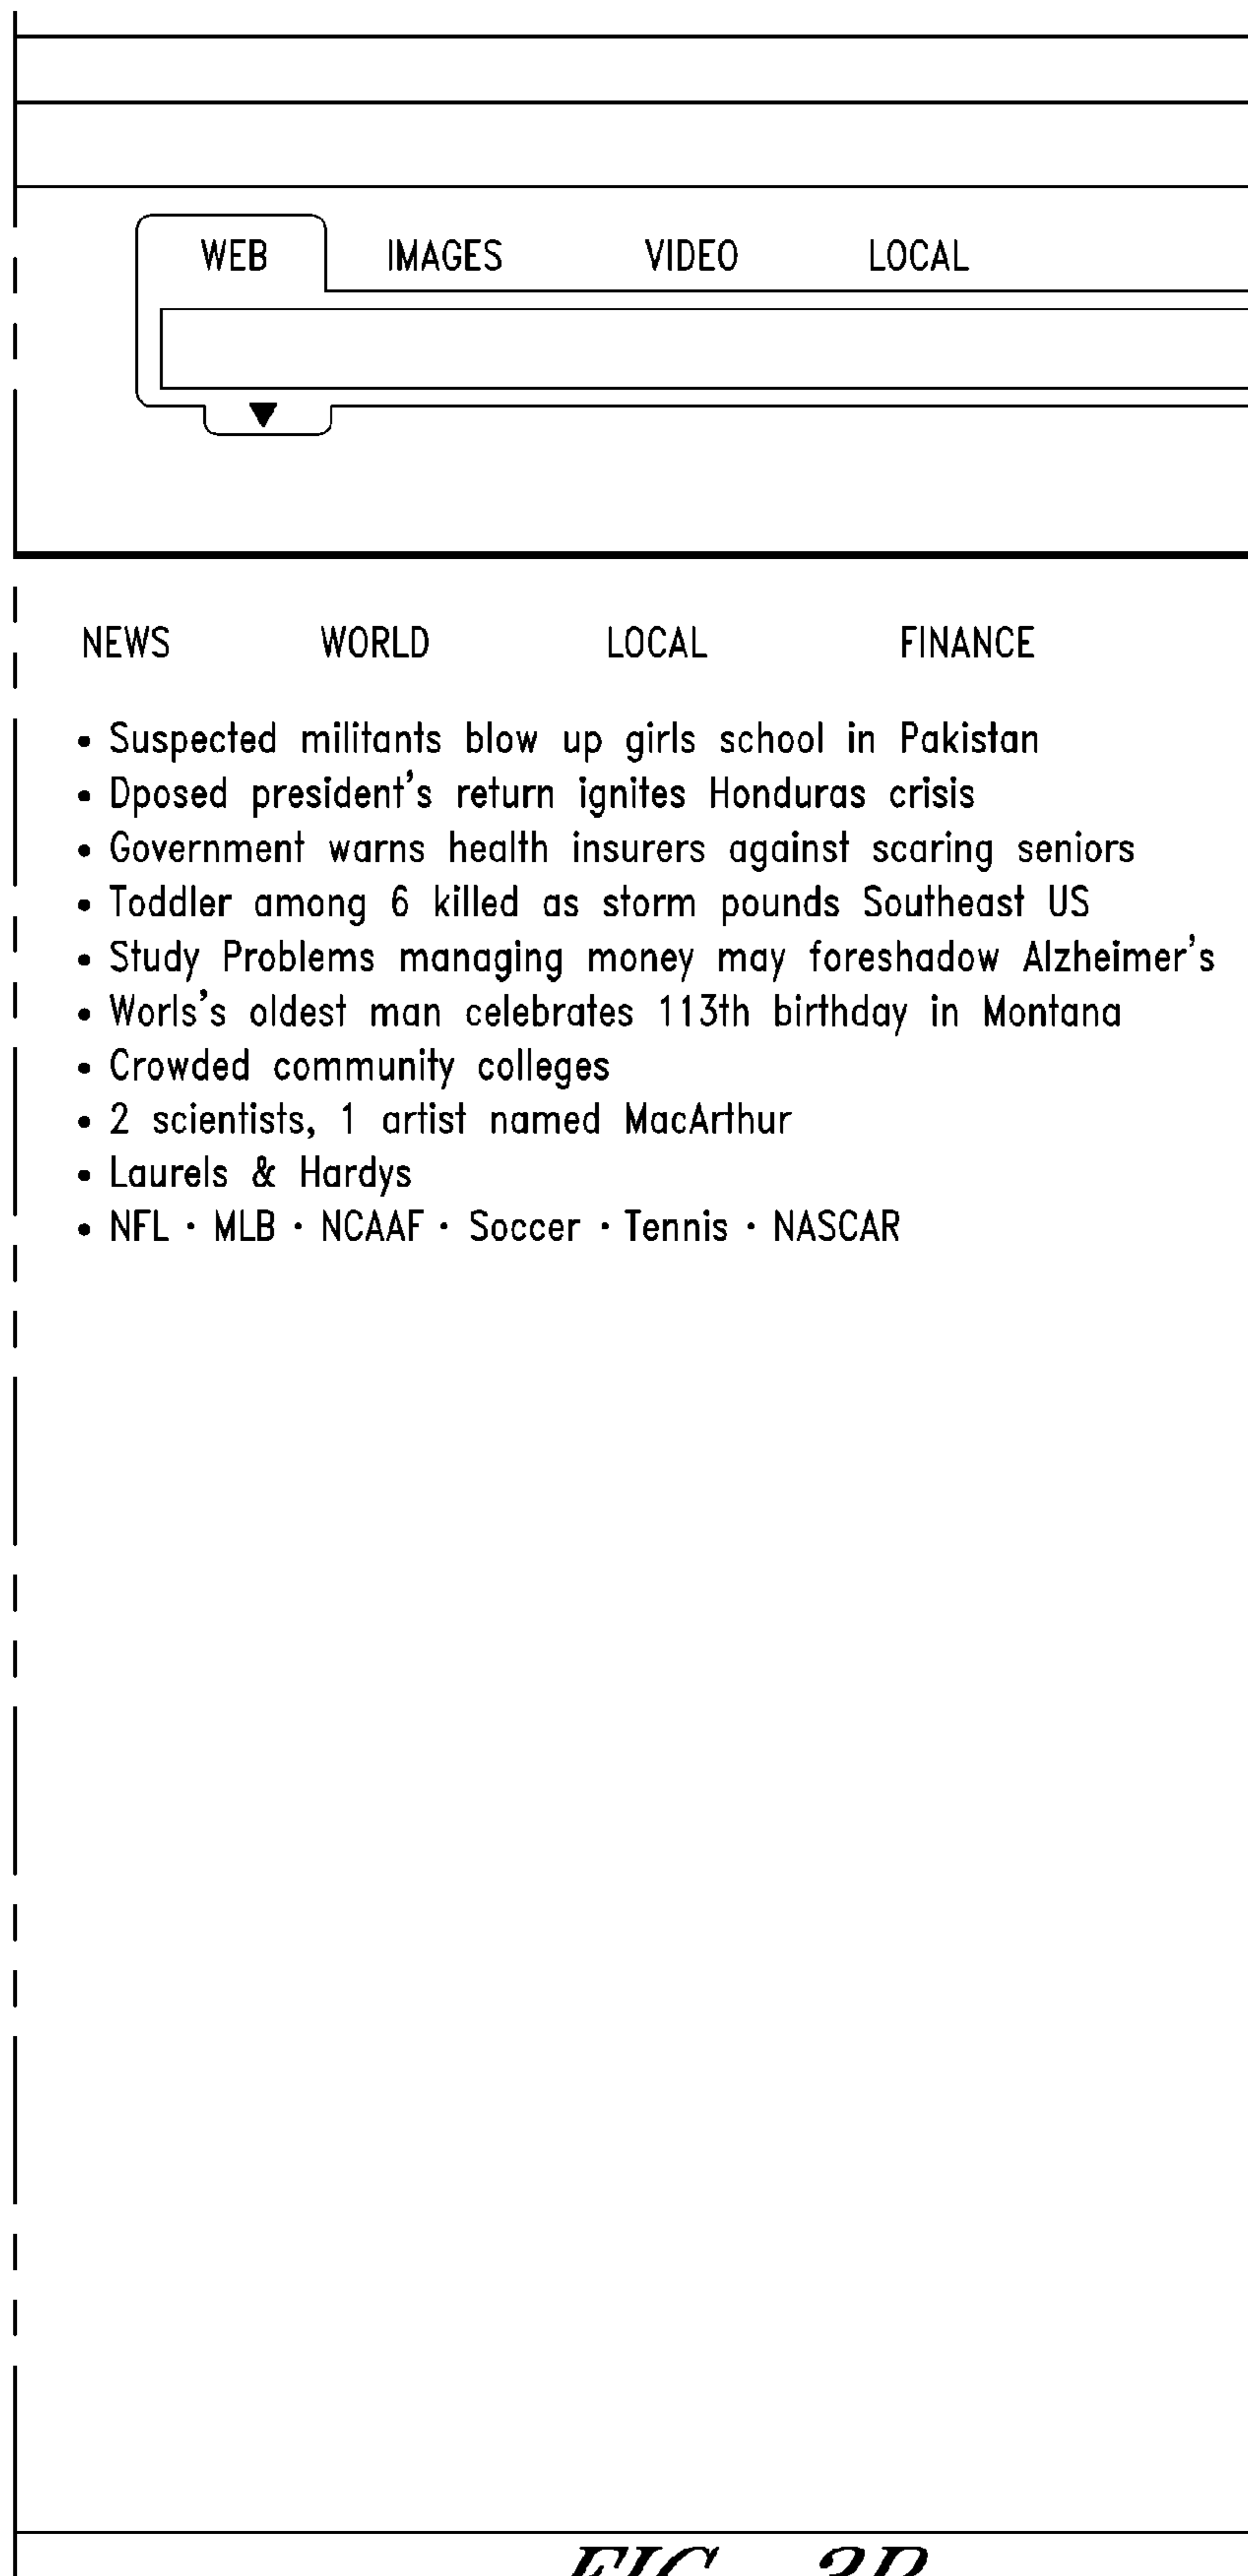 WEB IMAGES VIDEO LOCAL
NEWS WORLD LOCAL FINANCE
• Suspected militants blow up girls school in Pakistan
• Dposed president's return ignites Honduras crisis
• Government warns health insurers against scaring seniors
• Toddler among 6 killed as storm pounds Southeast US
• Study Problems managing money may foreshadow Alzheimer's
• Worls's oldest man celebrates 113th birthday in Montana
• Crowded community colleges
• 2 scientists, 1 artist named MacArthur
• Laurels & Hardys
• NFL · MLB · NCAAF · Soccer · Tennis · NASCAR
FIG.